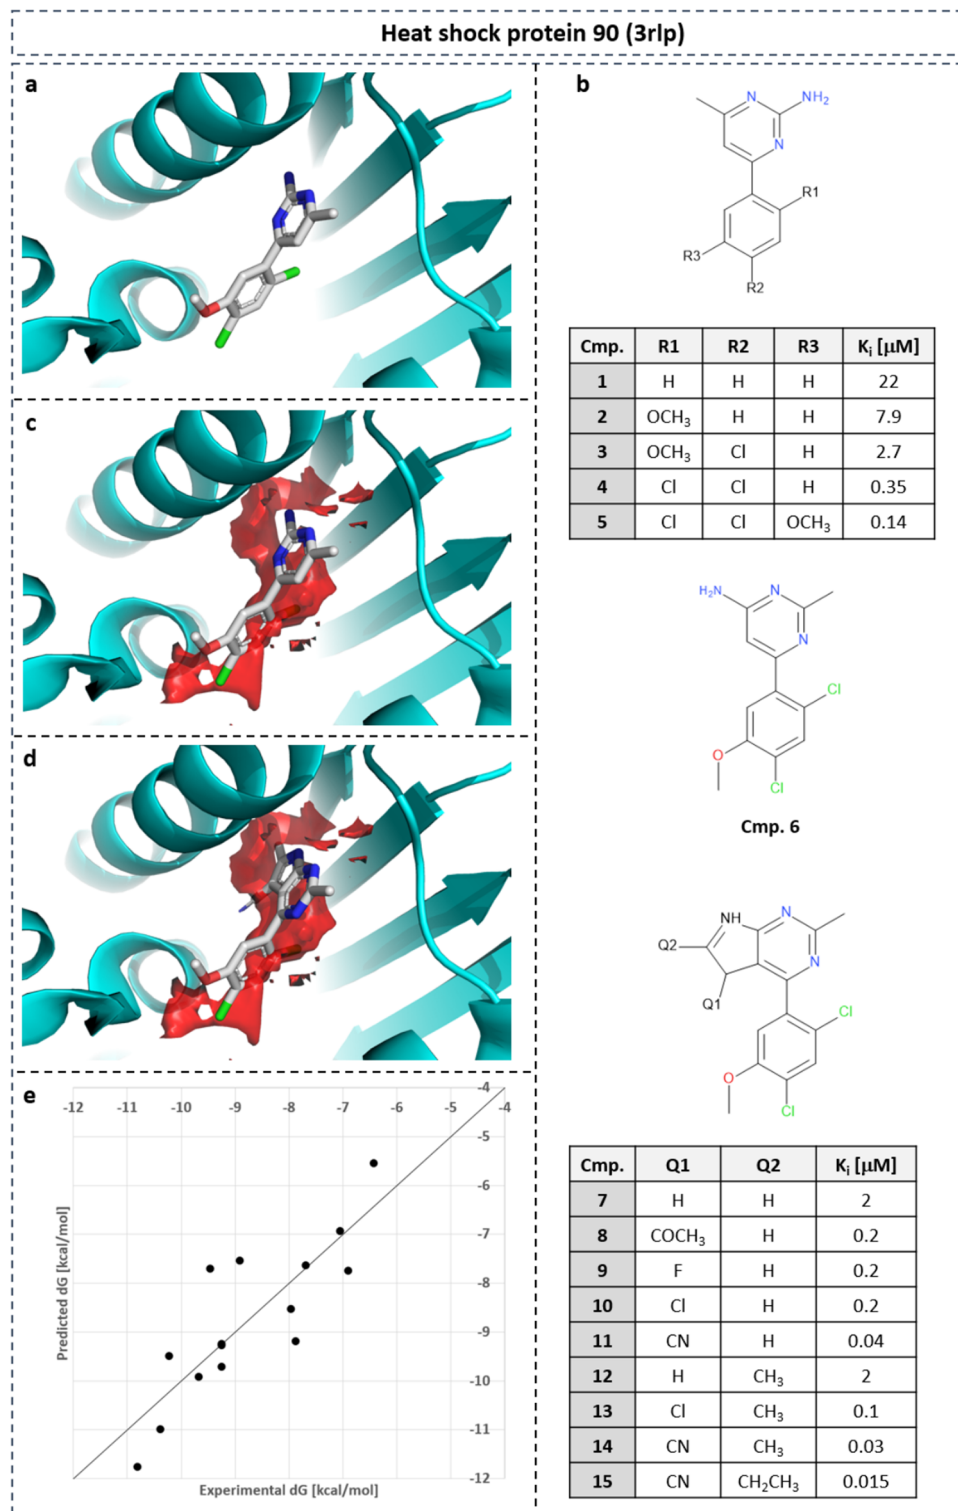 Heat shock protein 90 (3rlp)
a
b
N
NH₂
N
R1
R3
R2
Cmp. R1 R2 R3 Kᵢ [μM]
1 H H H 22
2 OCH₃ H H 7.9
3 OCH₃ Cl H 2.7
4 Cl Cl H 0.35
5 Cl Cl OCH₃ 0.14
c
H₂N
N
N
Cl
O
Cl
Cmp. 6
d
NH
N
Q2
N
Q1
Cl
O
Cl
Cmp. Q1 Q2 Kᵢ [μM]
7 H H 2
8 COCH₃ H 0.2
9 F H 0.2
10 Cl H 0.2
11 CN H 0.04
12 H CH₃ 2
13 Cl CH₃ 0.1
14 CN CH₃ 0.03
15 CN CH₂CH₃ 0.015
e
-12 -11 -10 -9 -8 -7 -6 -5 -4
-4
-5
-6
-7
-8
-9
-10
-11
-12
Predicted dG [kcal/mol]
Experimental dG [kcal/mol]